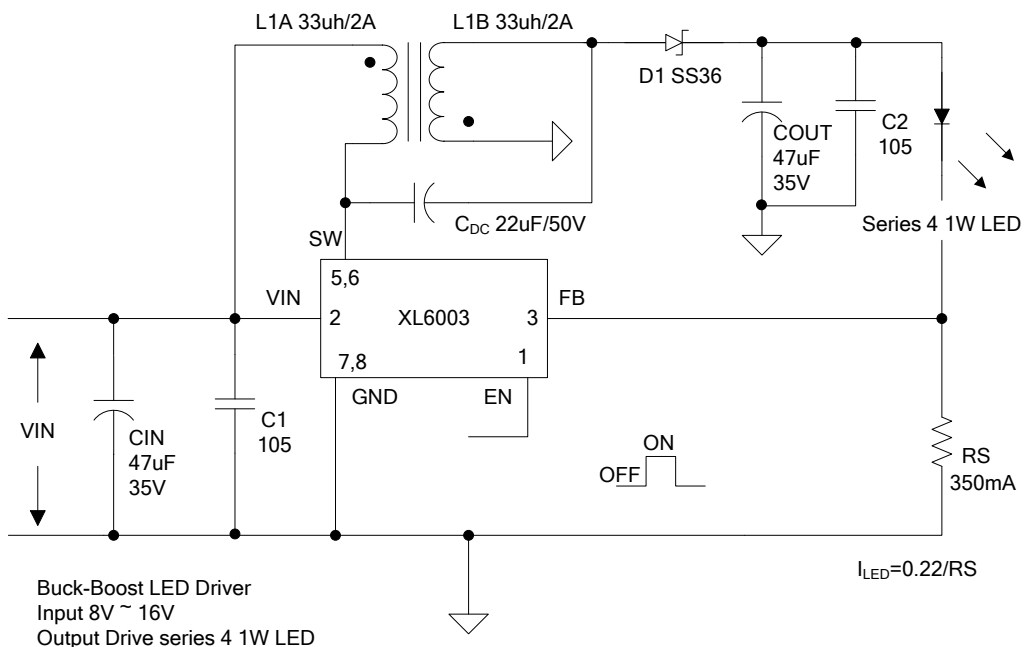 L1A 33uh/2A
L1B 33uh/2A
D1 SS36
COUT
47uF
35V
C2
105
CDC 22uF/50V
Series 4 1W LED
SW
5,6
VIN
FB
2
XL6003
3
7,8
1
GND
EN
VIN
CIN
47uF
35V
C1
105
ON
OFF
RS
350mA
ILED=0.22/RS
Buck-Boost LED Driver
Input 8V ~ 16V
Output Drive series 4 1W LED